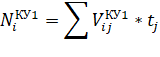 N_i^{КУ1} = ∑ V_{ij}^{КУ1} * t_j